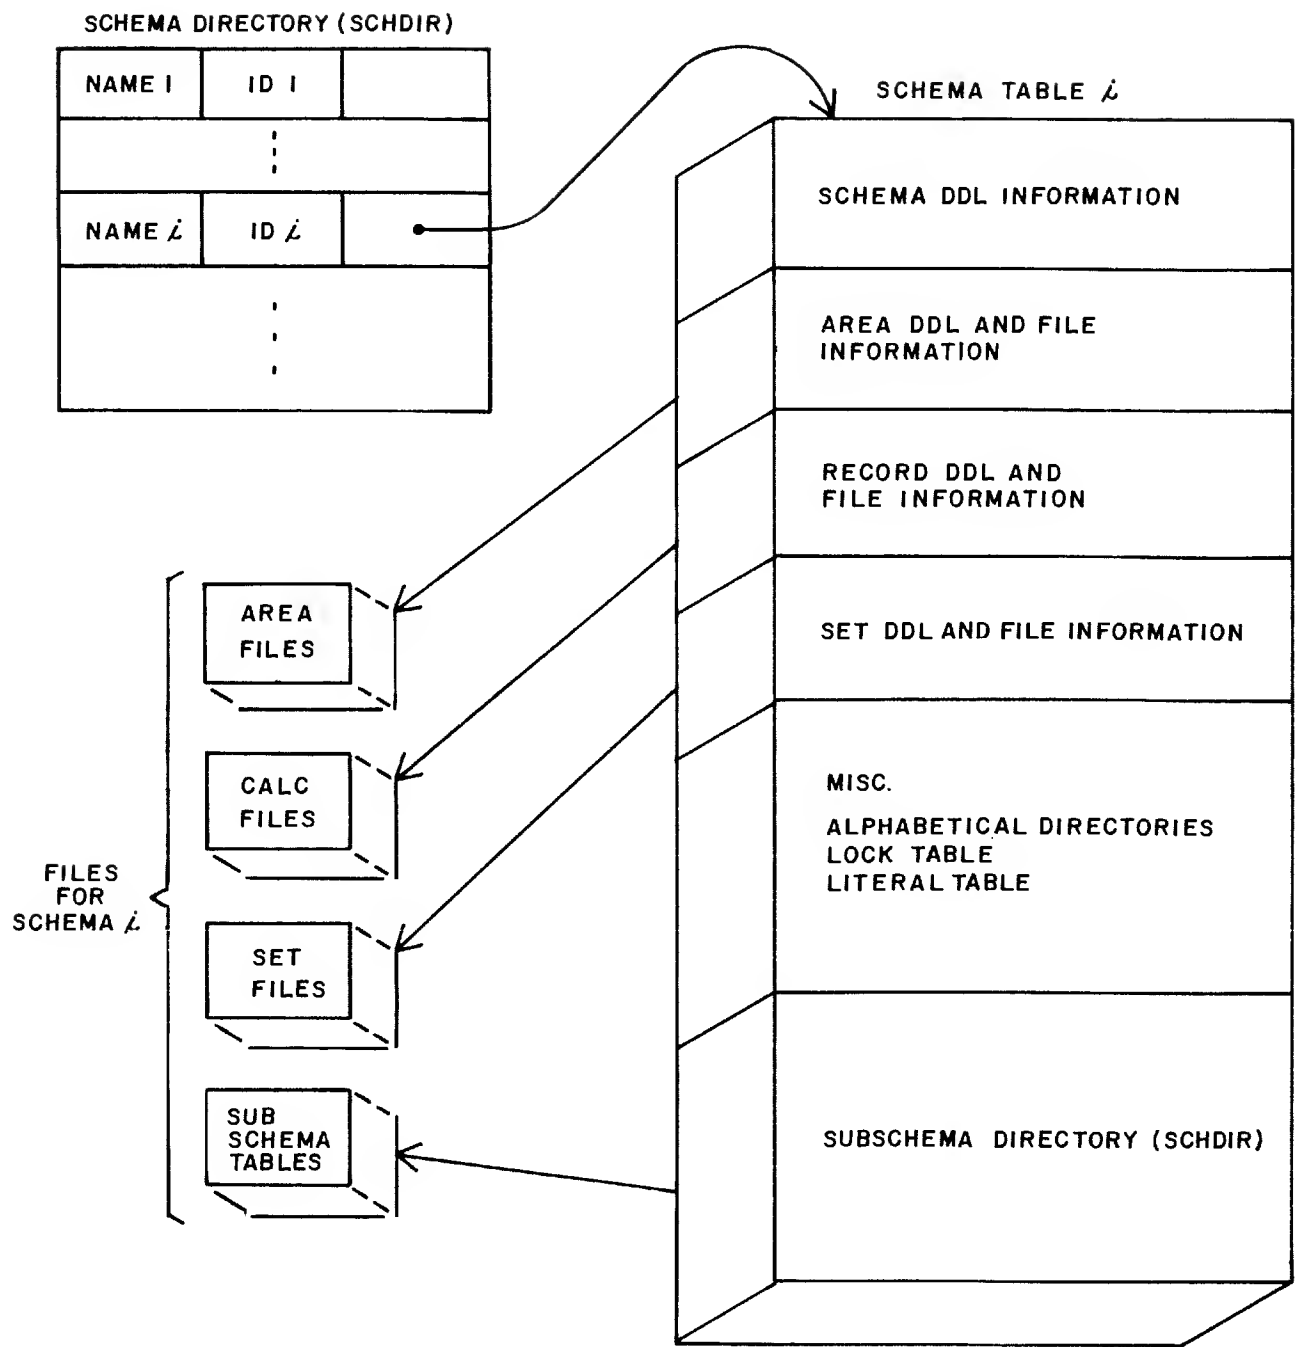 SCHEMA DIRECTORY (SCHDIR)
NAME 1 ID 1
NAME i ID i
SCHEMA TABLE i
SCHEMA DDL INFORMATION
AREA DDL AND FILE
INFORMATION
RECORD DDL AND
FILE INFORMATION
SET DDL AND FILE INFORMATION
MISC.
ALPHABETICAL DIRECTORIES
LOCK TABLE
LITERAL TABLE
SUBSCHEMA DIRECTORY (SCHDIR)
FILES
FOR
SCHEMA i
AREA
FILES
CALC
FILES
SET
FILES
SUB
SCHEMA
TABLES